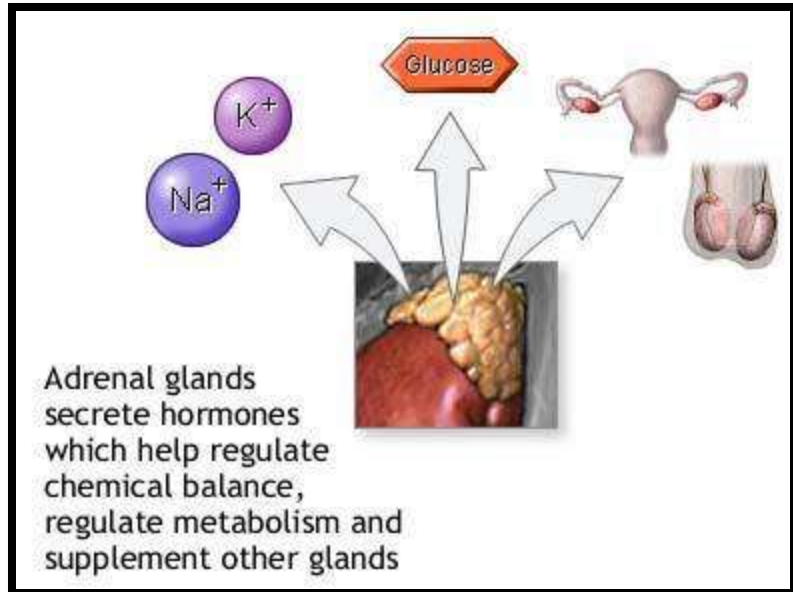 Glucose
K+
Na+
Adrenal glands
secrete hormones
which help regulate
chemical balance,
regulate metabolism and
supplement other glands